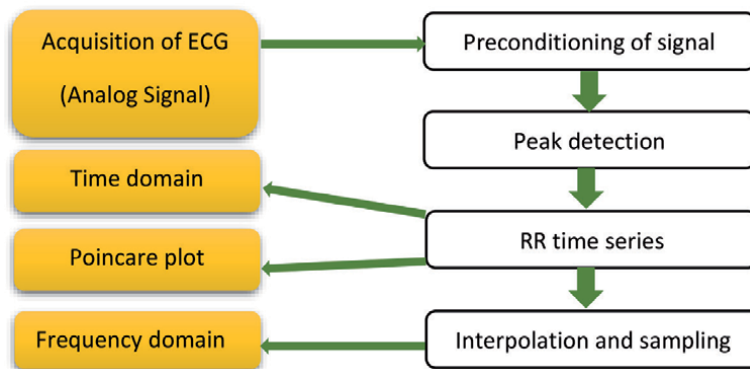 Acquisition of ECG
(Analog Signal)
Preconditioning of signal
Peak detection
Time domain
RR time series
Poincare plot
Interpolation and sampling
Frequency domain